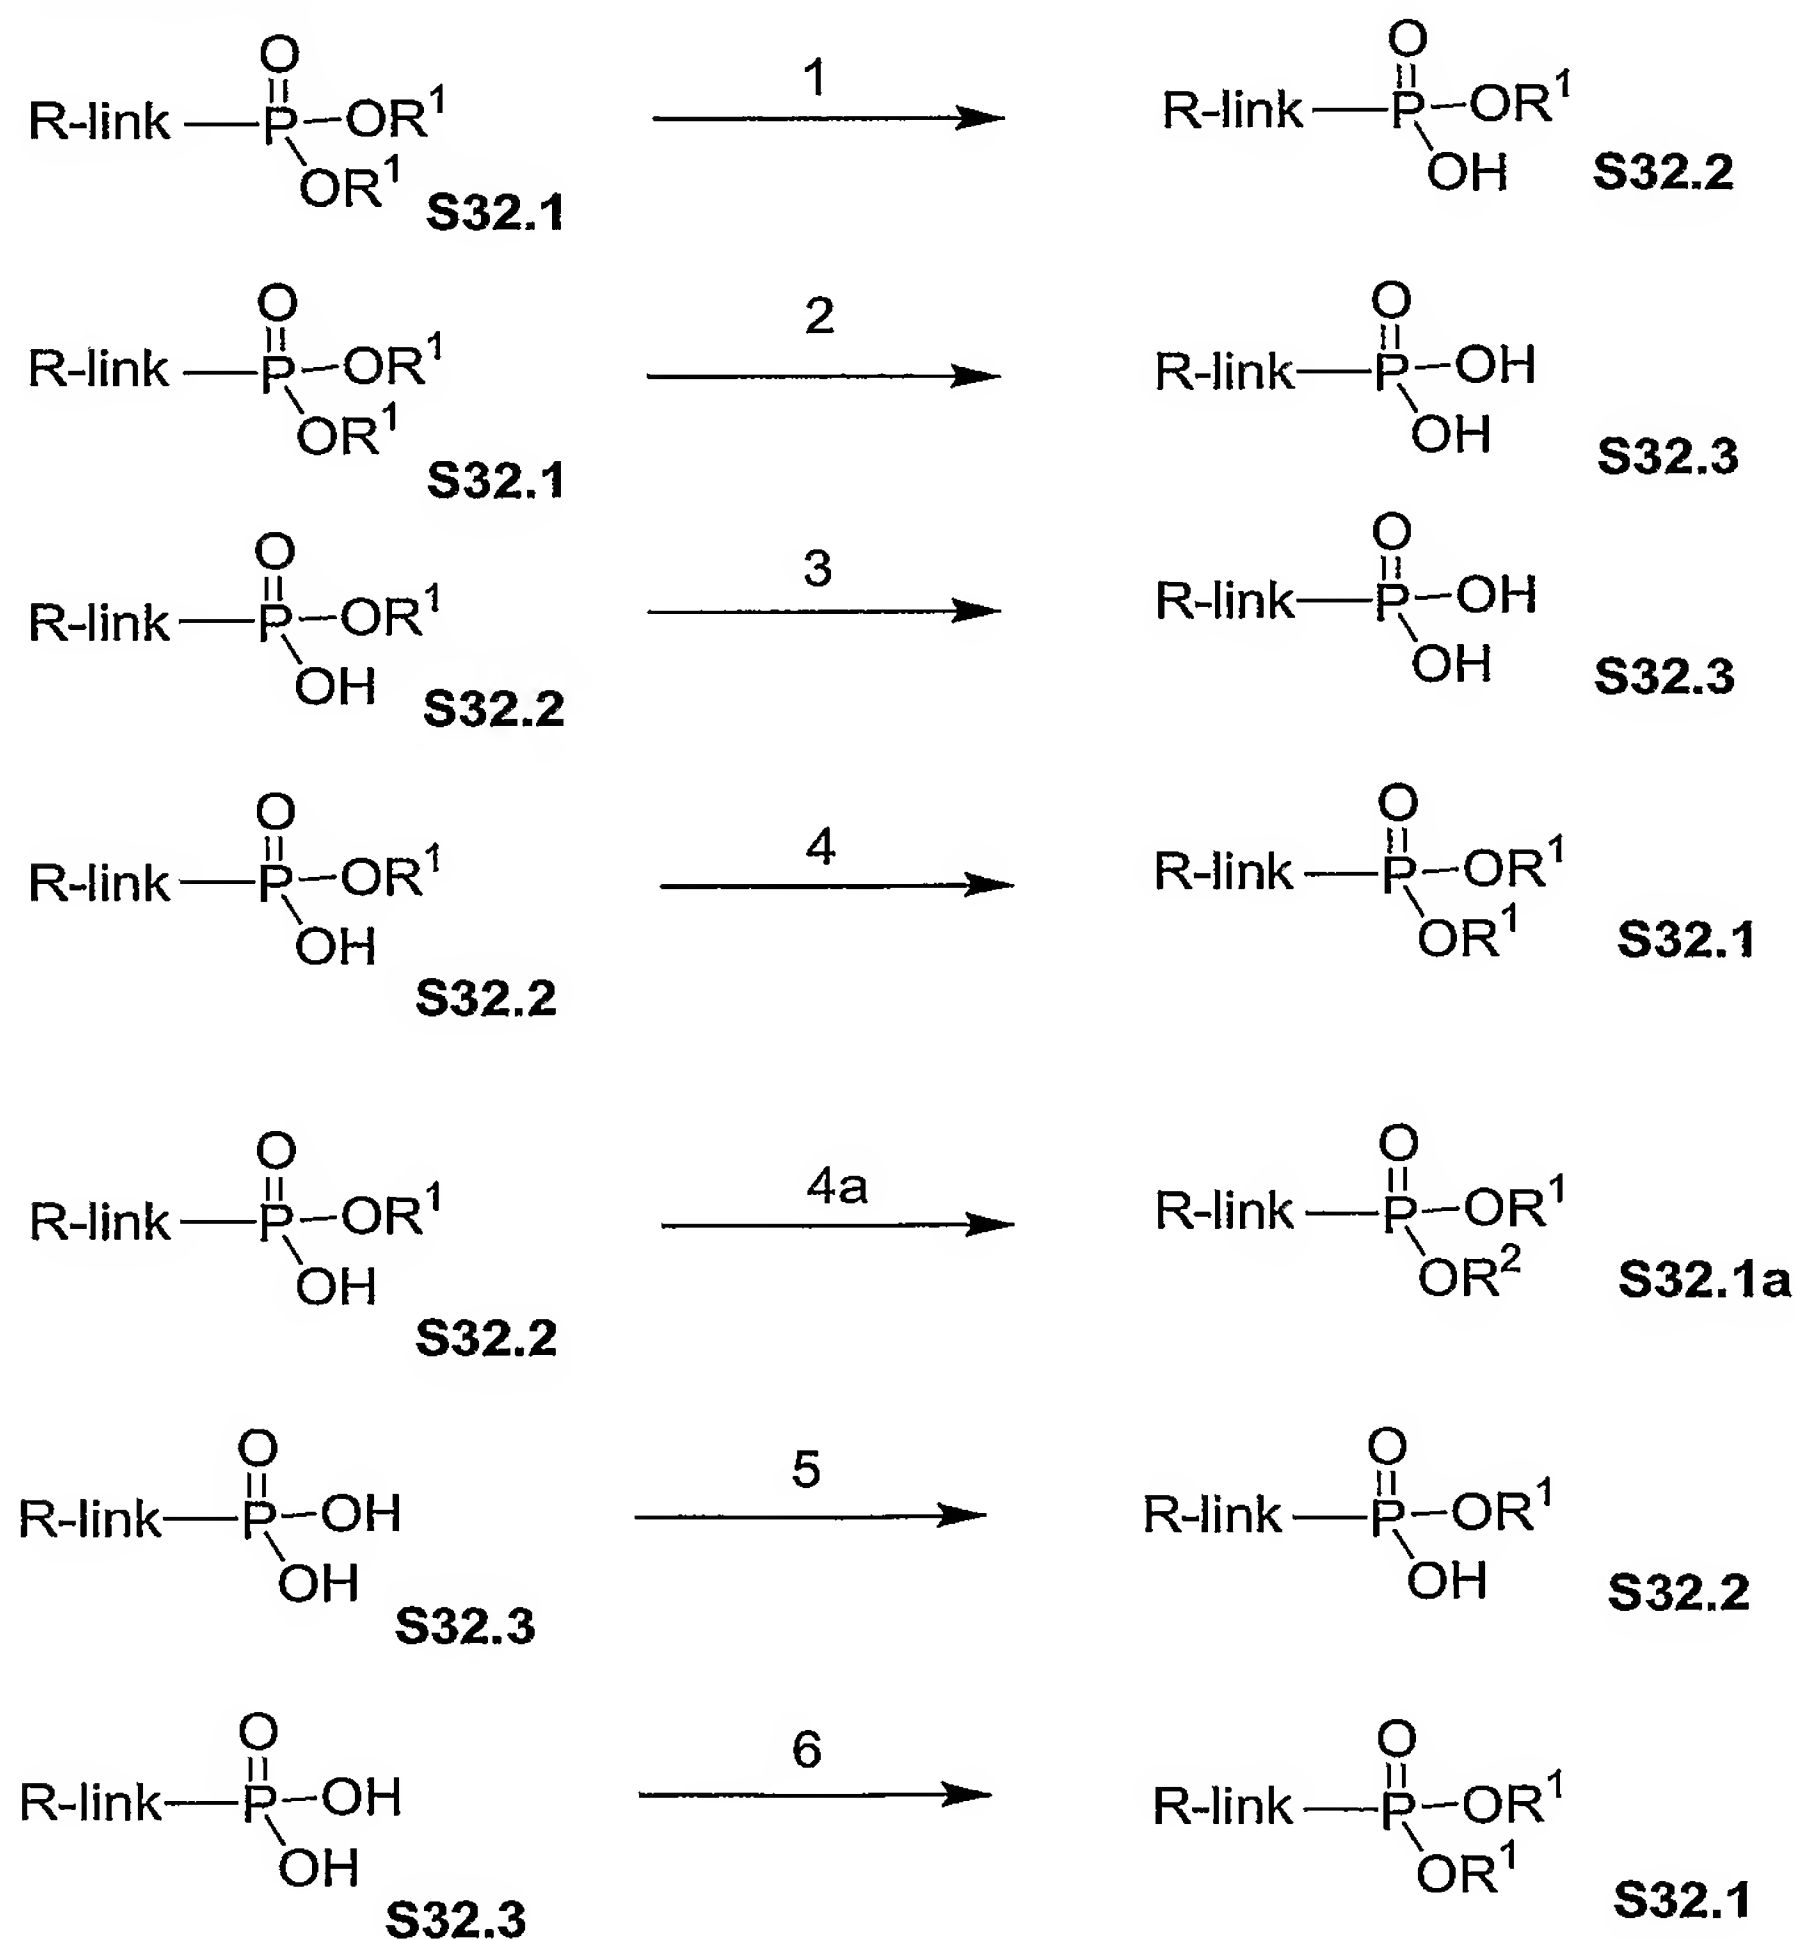 O
R-link P OR¹ 1 R-link P OR¹
OR¹ S32.1 OH S32.2
O O
R-link P OR¹ 2 R-link P OH
OR¹ S32.1 OH S32.3
O O
R-link P OR¹ 3 R-link P OH
OH S32.2 OH S32.3
O O
R-link P OR¹ 4 R-link P OR¹
OH S32.2 OR¹ S32.1
O O
R-link P OR¹ 4a R-link P OR¹
OH S32.2 OR² S32.1a
O O
R-link P OH 5 R-link P OR¹
OH S32.3 OH S32.2
O O
R-link P OH 6 R-link P OR¹
OH S32.3 OR¹ S32.1